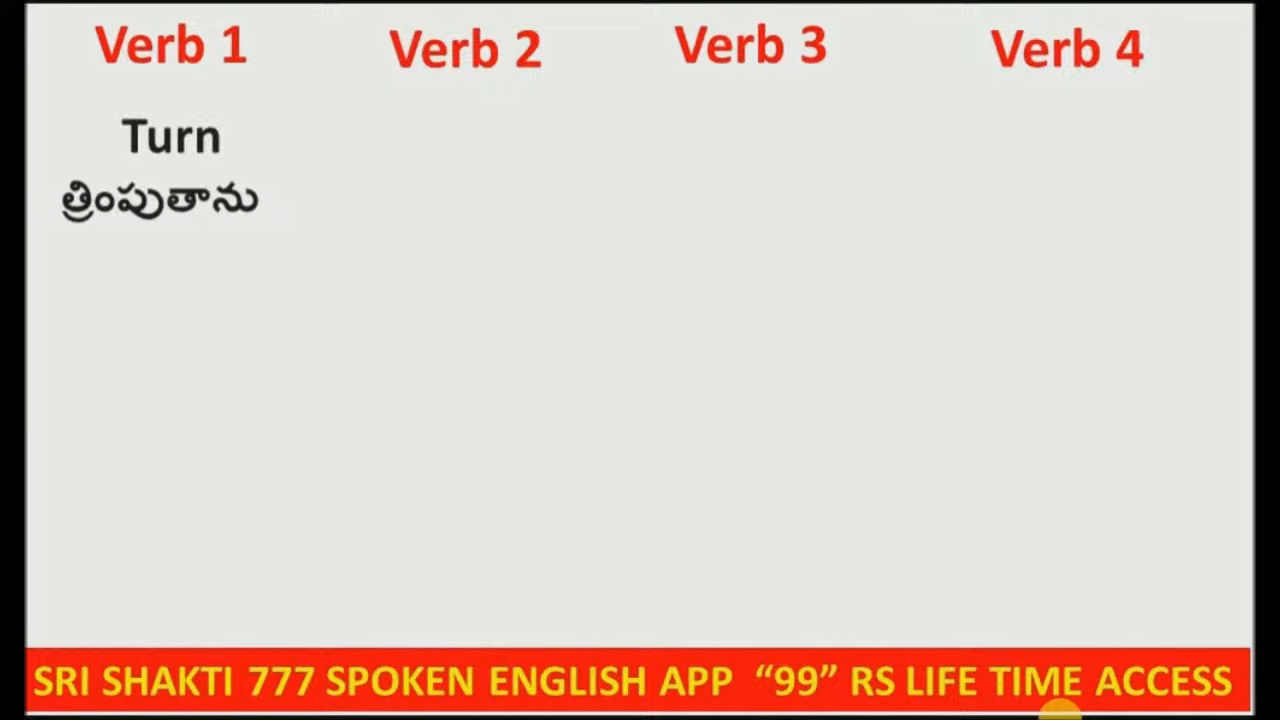 Verb 1 Verb 2 Verb 3 Verb 4
Turn
త్రింపుతాను
SRI SHAKTI 777 SPOKEN ENGLISH APP “99” RS LIFE TIME ACCESS